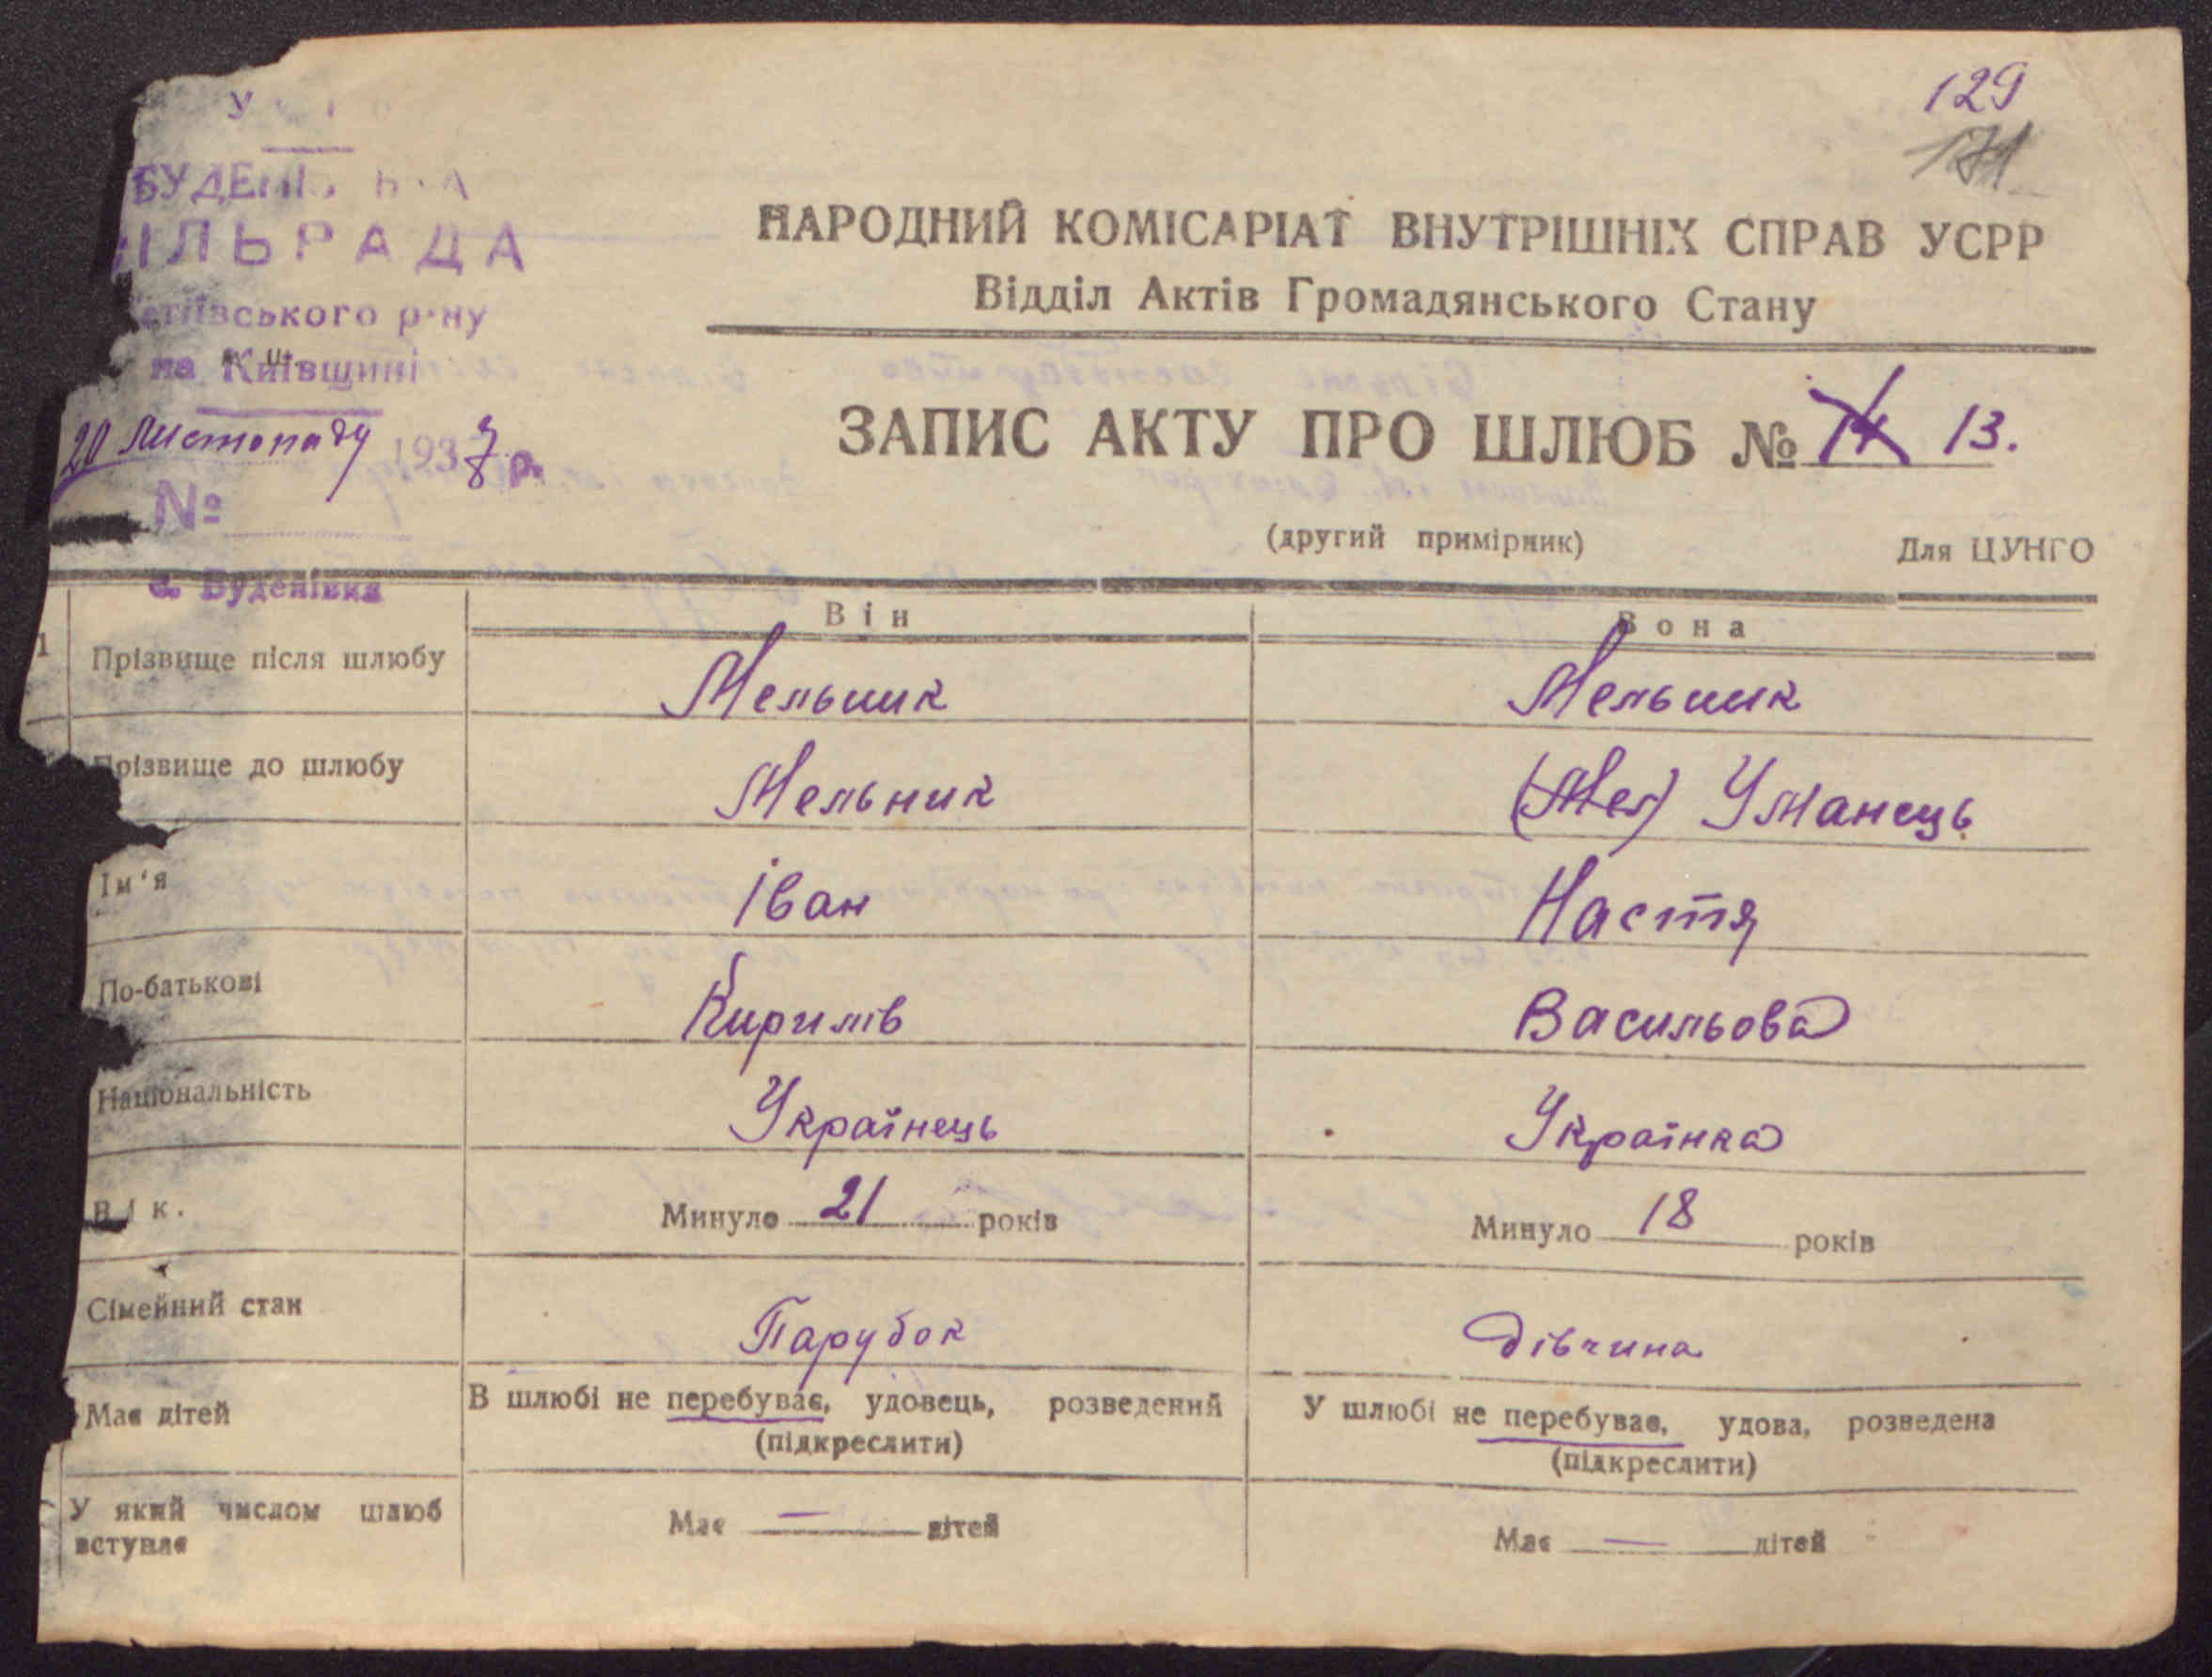 129
171
БУДЕНІВ
ІЛЬРАДА
етіївського р-ну
на Київщині
20 Листопаду 1937 р.
№
с. Буденівка
НАРОДНИЙ КОМІСАРІАТ ВНУТРІШНІХ СПРАВ УСРР
Відділ Актів Громадянського Стану
ЗАПИС АКТУ ПРО ШЛЮБ № 14 13.
(другий примірник) Для ЦУНГО
Він Вона
1 Прізвище після шлюбу Мельник Мельник
Прізвище до шлюбу Мельник (Мел) Уманець
Ім'я Іван Настя
По-батькові Кирилів Васильова
Національність Українець Українка
Вік. Минуло 21 років Минуло 18 років
Сімейний стан Парубок дівчина
Має дітей В шлюбі не перебуває, удовець, розведений У шлюбі не перебуває, удова, розведена
(підкреслити) (підкреслити)
У який числом шлюб Має — дітей Має — дітей
вступає